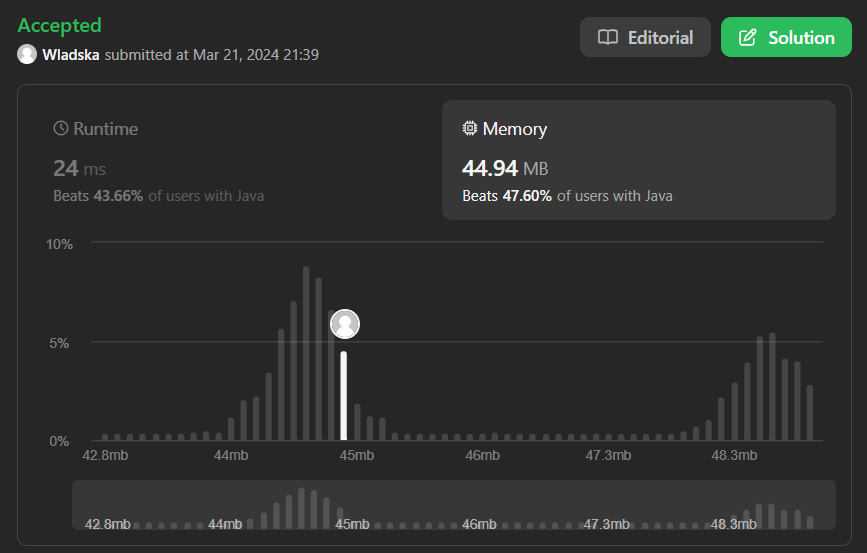 Accepted
Wladska submitted at Mar 21, 2024 21:39
Editorial
Solution
Runtime
24 ms
Beats 43.66% of users with Java
Memory
44.94 MB
Beats 47.60% of users with Java
10%
5%
0%
42.8mb 44mb 45mb 46mb 47.3mb 48.3mb
42.8mb 44mb 45mb 46mb 47.3mb 48.3mb